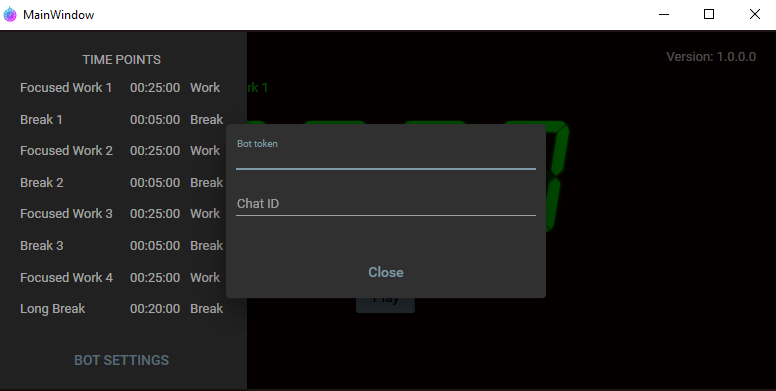 MainWindow
TIME POINTS
Version: 1.0.0.0
Focused Work 1 00:25:00 Work
rk 1
Break 1 00:05:00 Break
Focused Work 2 00:25:00 Work
Break 2 00:05:00 Break
Focused Work 3 00:25:00 Work
Break 3 00:05:00 Break
Focused Work 4 00:25:00 Work
Long Break 00:20:00 Break
BOT SETTINGS
Bot token
Chat ID
Close
Play